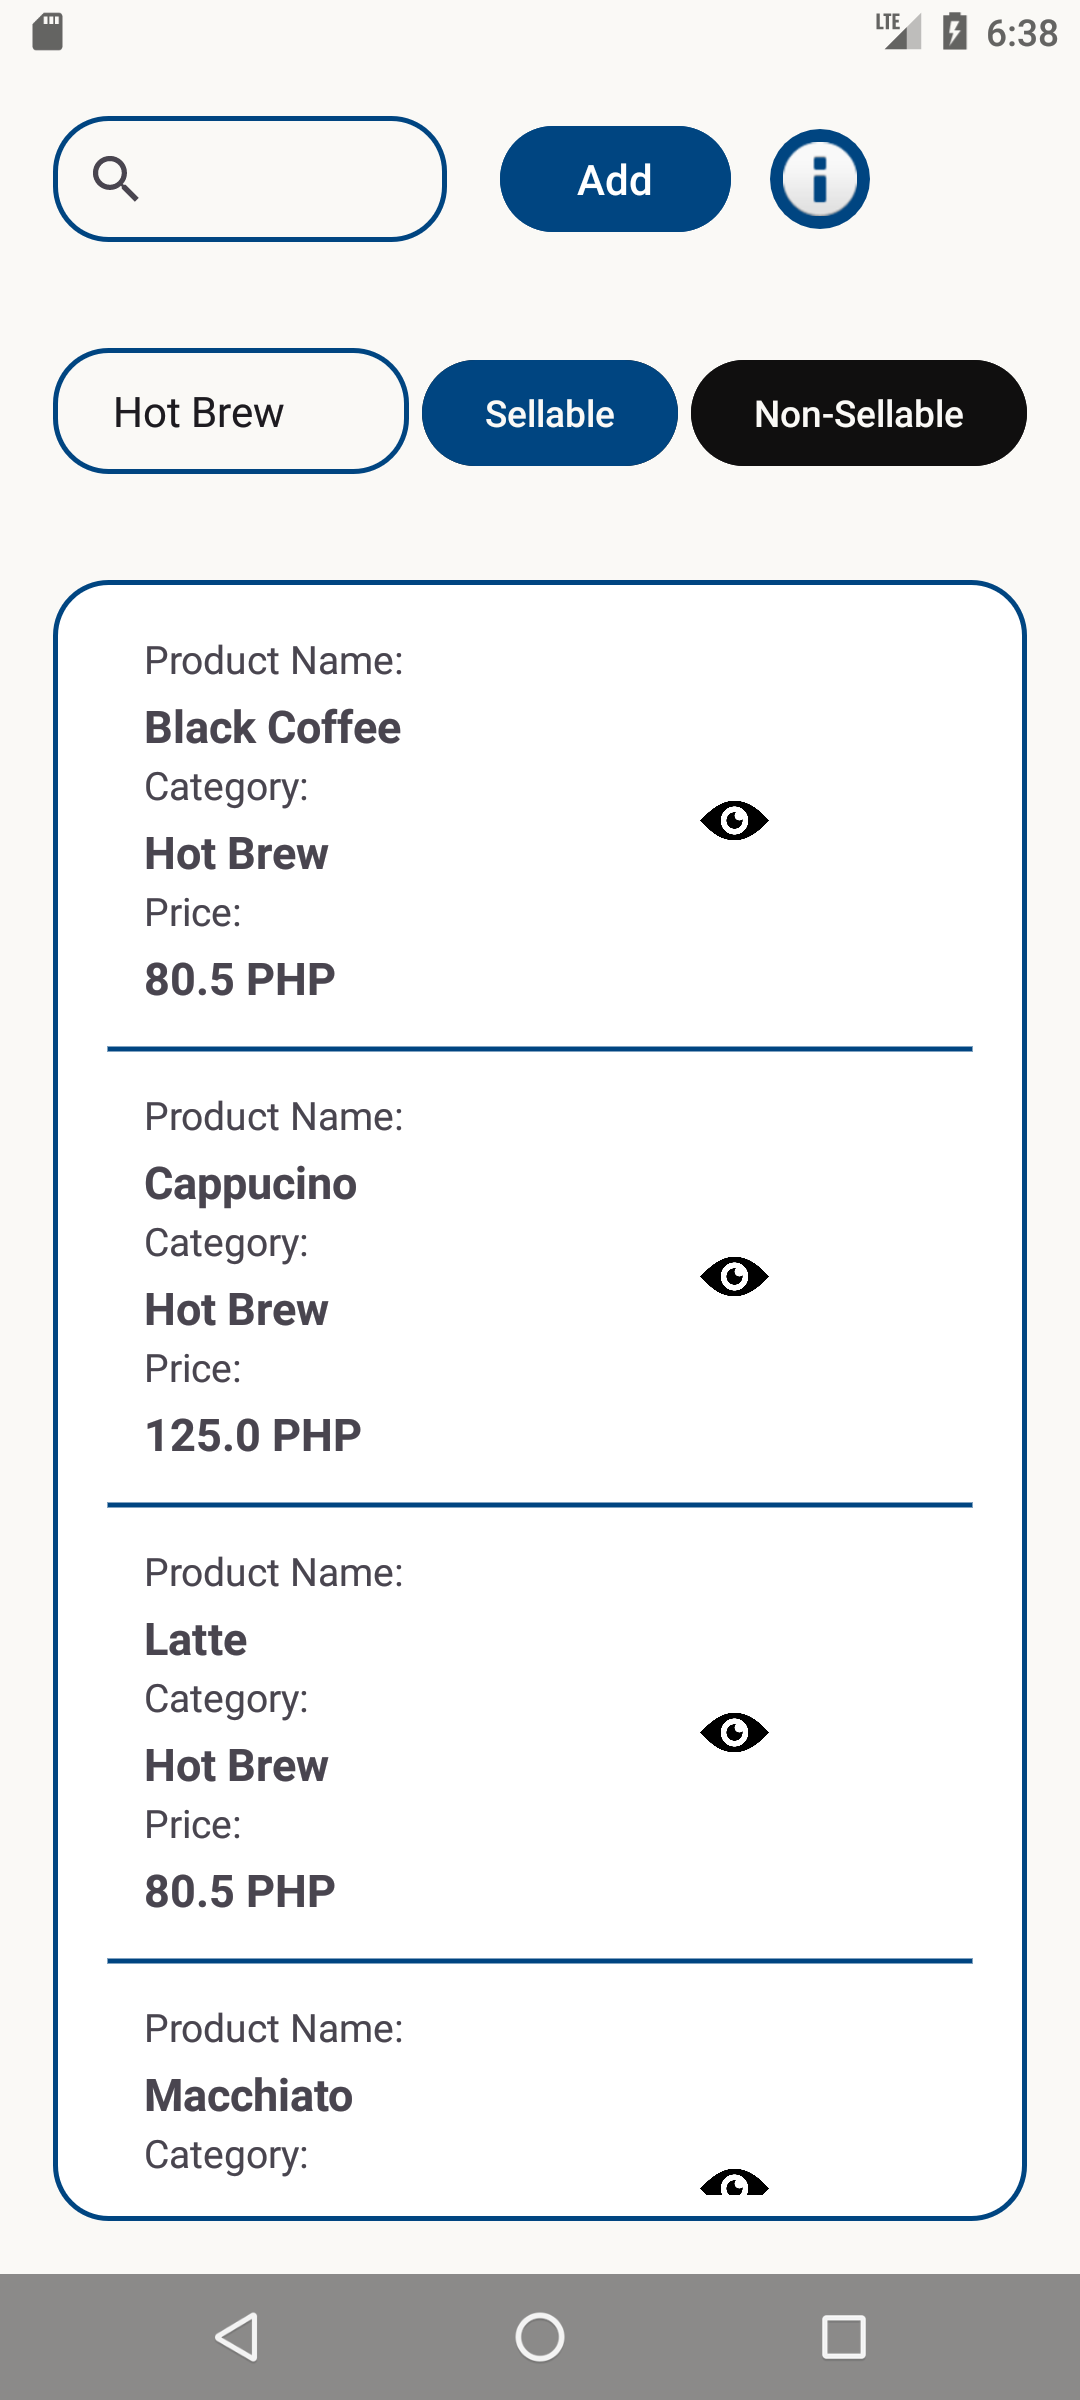 LTE 6:38
Add
Hot Brew Sellable Non-Sellable
Product Name:
Black Coffee
Category:
Hot Brew
Price:
80.5 PHP
Product Name:
Cappucino
Category:
Hot Brew
Price:
125.0 PHP
Product Name:
Latte
Category:
Hot Brew
Price:
80.5 PHP
Product Name:
Macchiato
Category: